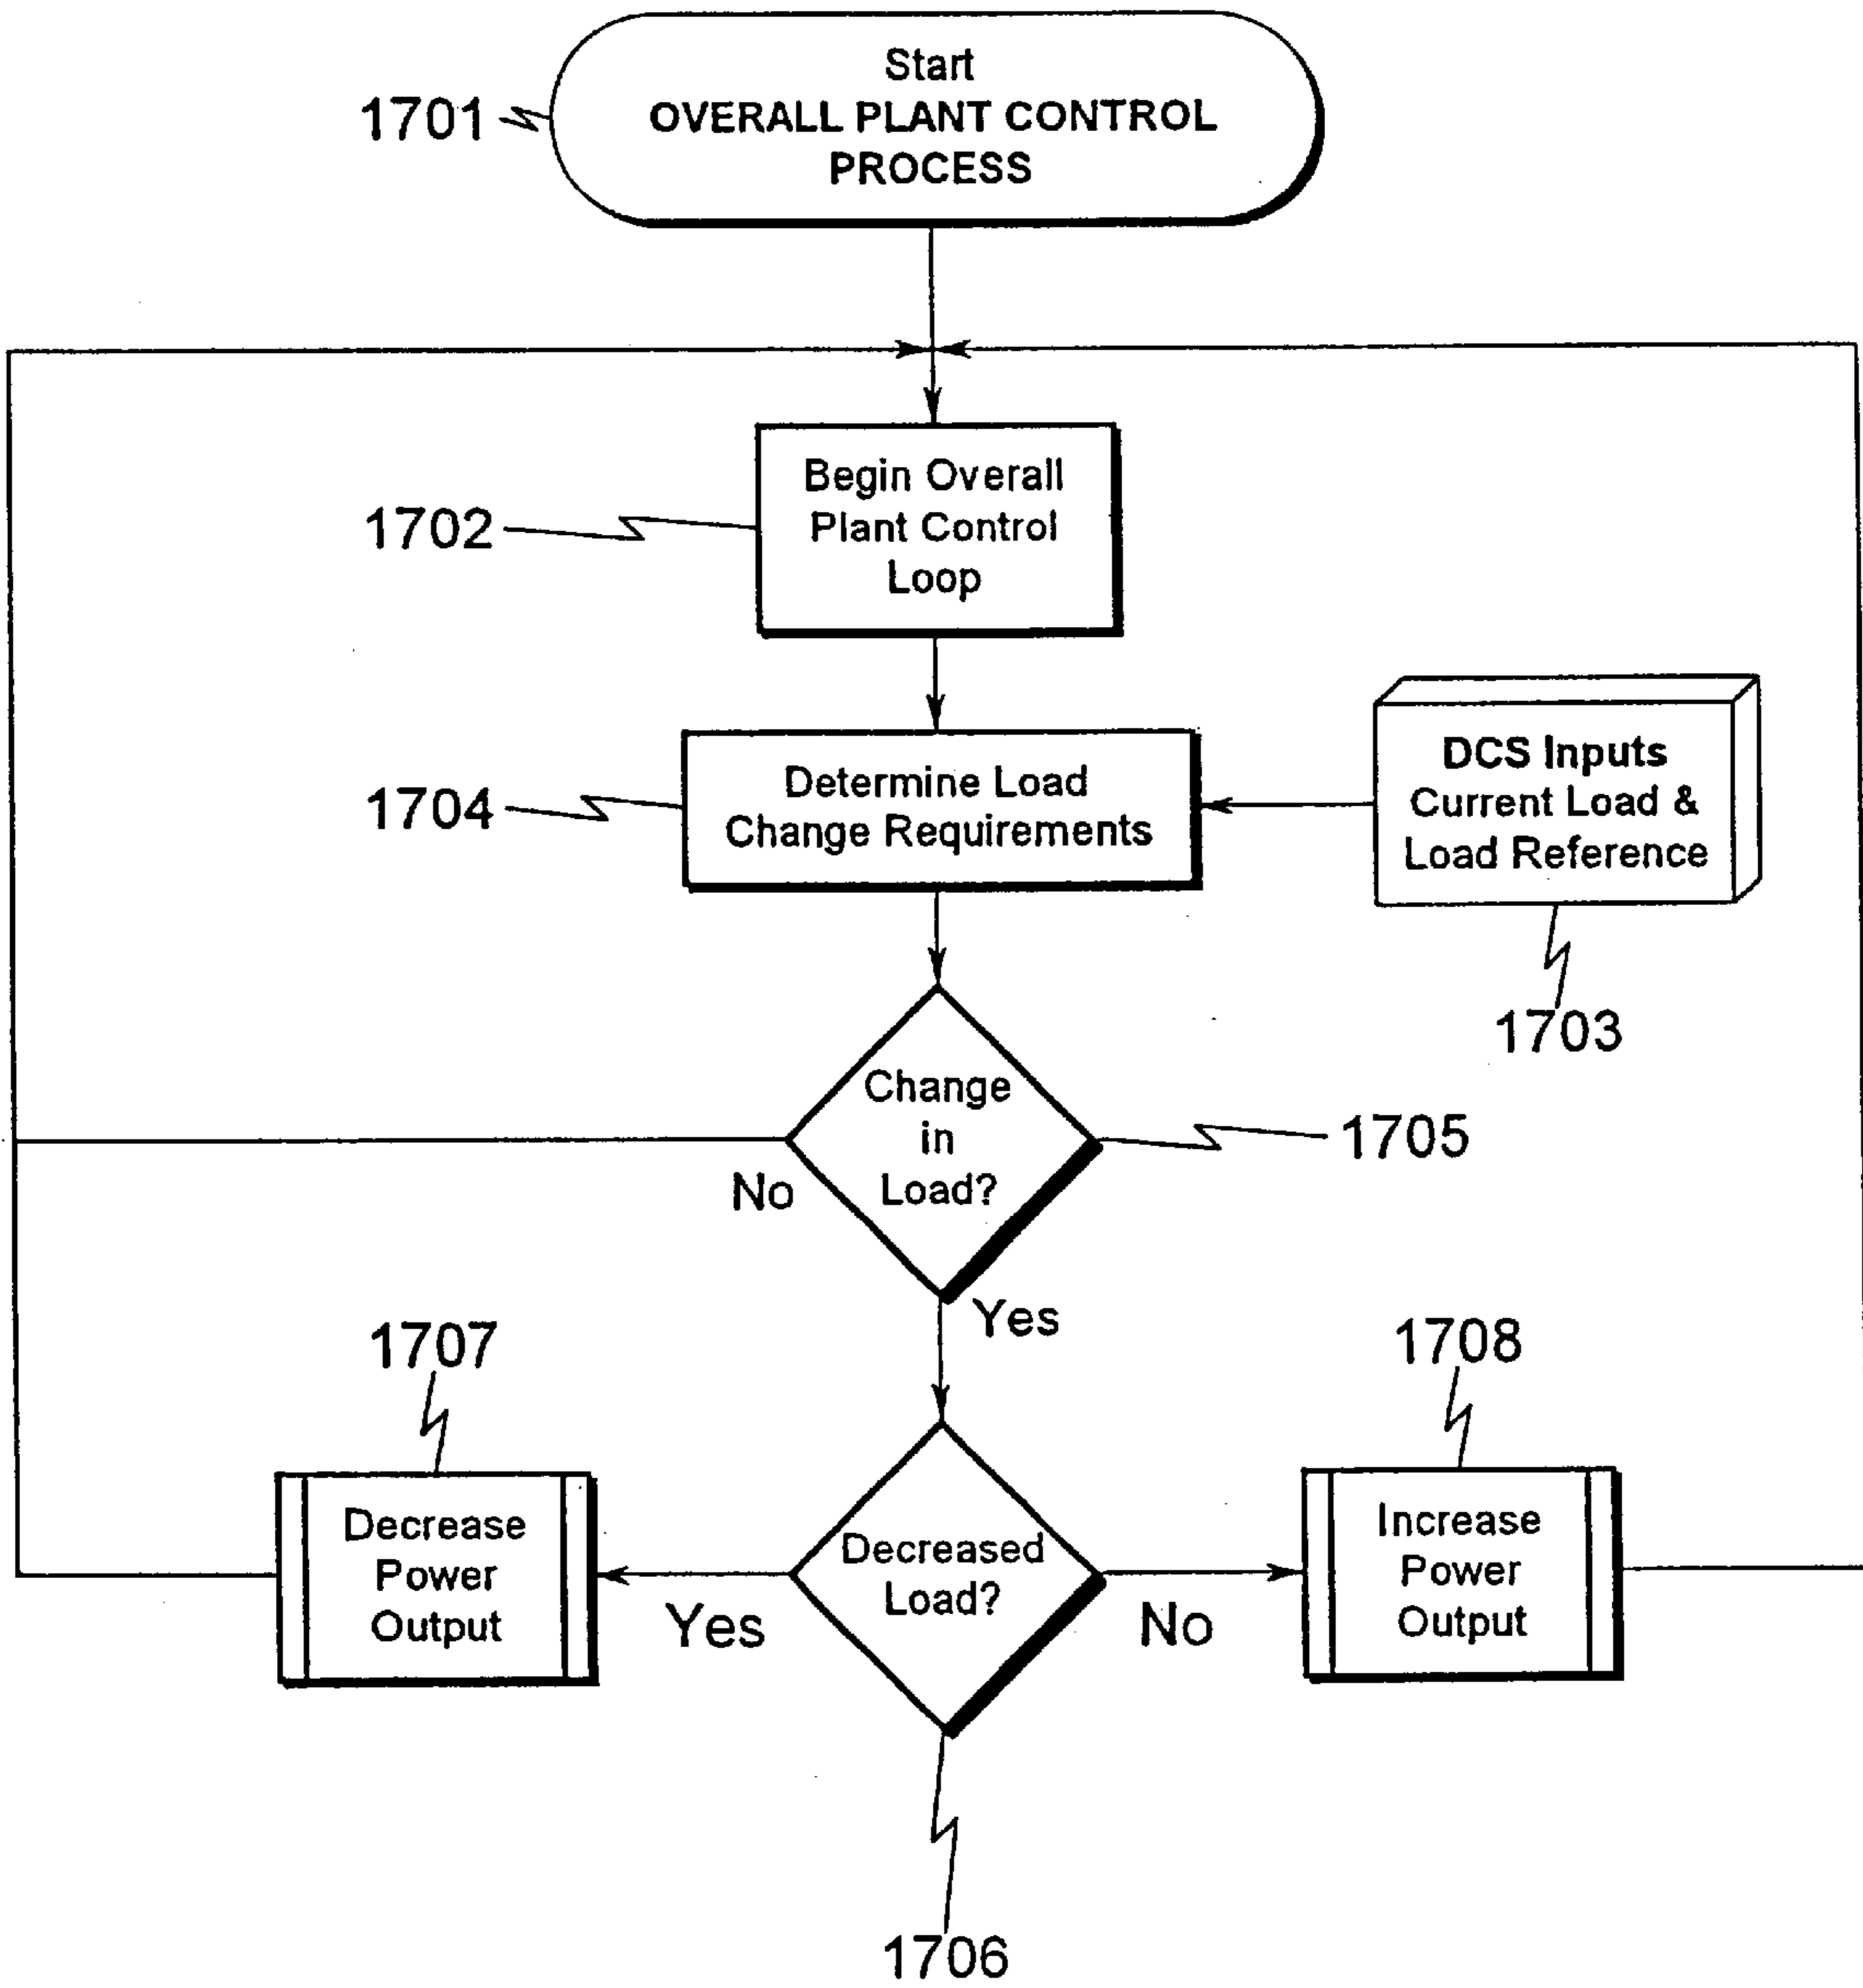 Start
OVERALL PLANT CONTROL
PROCESS
1701
Begin Overall
Plant Control
Loop
1702
Determine Load
Change Requirements
1704
DCS Inputs
Current Load &
Load Reference
1703
Change
in
Load?
1705
No
Yes
1707
1708
Decrease
Power
Output
Decreased
Load?
Increase
Power
Output
Yes
No
1706